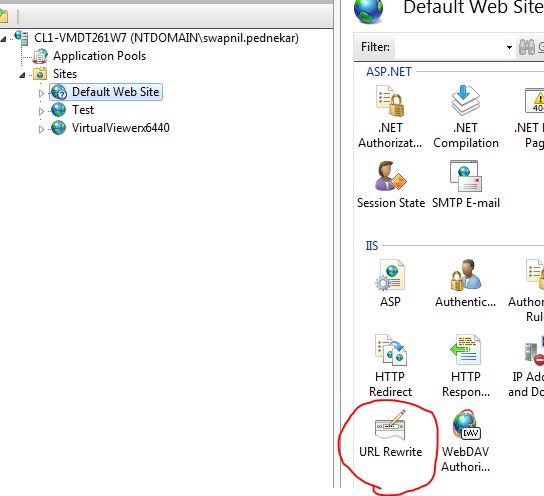 CL1-VMDT261W7 (NTDOMAIN\swapnil.pednekar)
Application Pools
Sites
Default Web Site
Test
VirtualViewerx6440
Default Web Site
Filter:
ASP.NET
.NET Authorizat...
.NET Compilation
.NET
Pag
Session State
SMTP E-mail
IIS
ASP
Authentic...
Author
Rul
HTTP Redirect
HTTP Respon...
IP Add
and Do
URL Rewrite
DAV
WebDAV Authori...